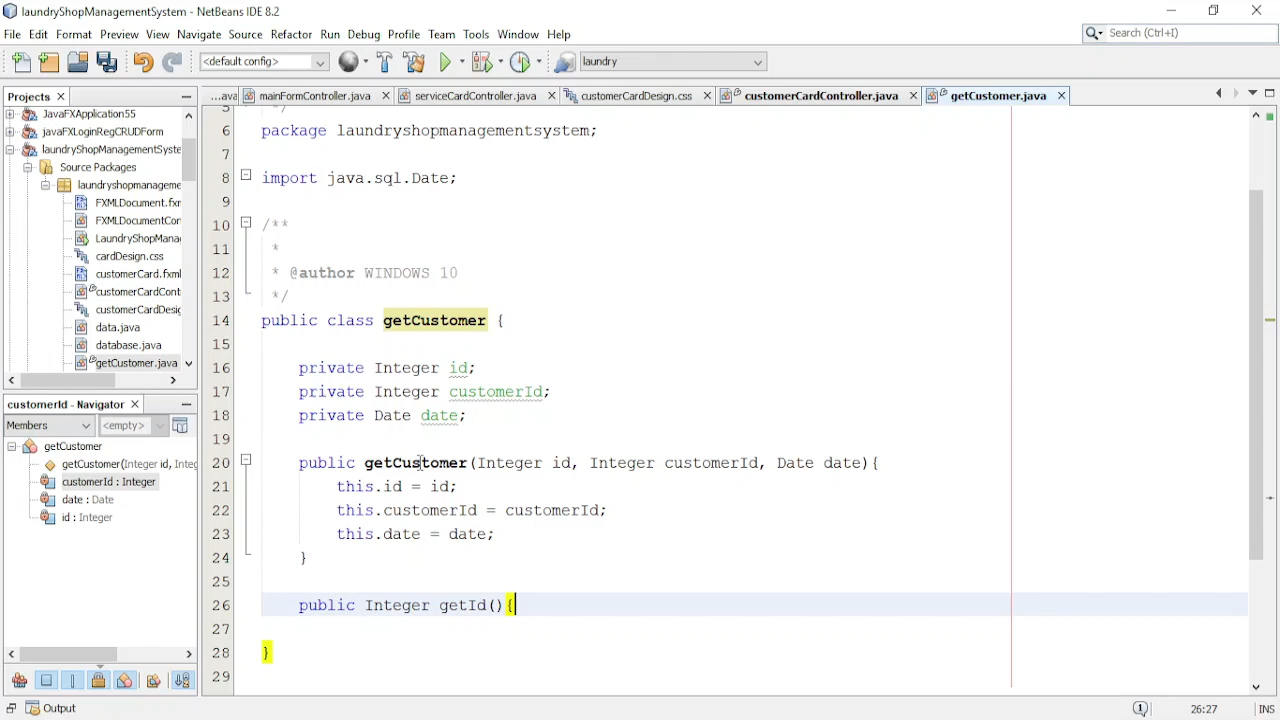 laundryShopManagementSystem - NetBeans IDE 8.2
File Edit Format Preview View Navigate Source Refactor Run Debug Profile Team Tools Window Help
Search (Ctrl+I)
<default config>
laundry
Projects
...ava mainFormController.java serviceCardController.java customerCardDesign.css customerCardController.java getCustomer.java
JavaFXApplication55
javaFXLoginRegCRUDForm
laundryShopManagementSyste
Source Packages
laundryshopmanageme
FXMLDocument.fxm
FXMLDocumentCon
LaundryShopMana
cardDesign.css
customerCard.fxml
customerCardCont
customerCardDesig
data.java
database.java
getCustomer.java
customerId - Navigator
Members <empty>
getCustomer
getCustomer(Integer id, Integ
customerId : Integer
date : Date
id : Integer
5 */
6 package laundryshopmanagementsystem;
7
8 import java.sql.Date;
9
10 /**
11 *
12 * @author WINDOWS 10
13 */
14 public class getCustomer {
15
16 private Integer id;
17 private Integer customerId;
18 private Date date;
19
20 public getCustomer(Integer id, Integer customerId, Date date){
21 this.id = id;
22 this.customerId = customerId;
23 this.date = date;
24 }
25
26 public Integer getId(){
27
28 }
29
Output
1
26:27
INS